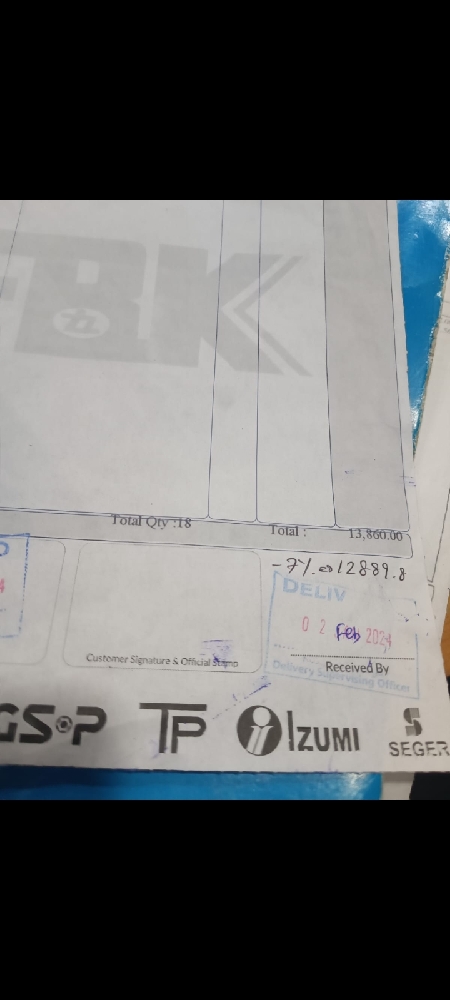 FBK
Total Qty :18 Total : 13,860.00
-7% ⇒ 12889.8
DELIV
02 Feb 2024
Customer Signature & Official Stamp
Received By
Delivery Supervising Officer
GSP TP IZUMI SEGER